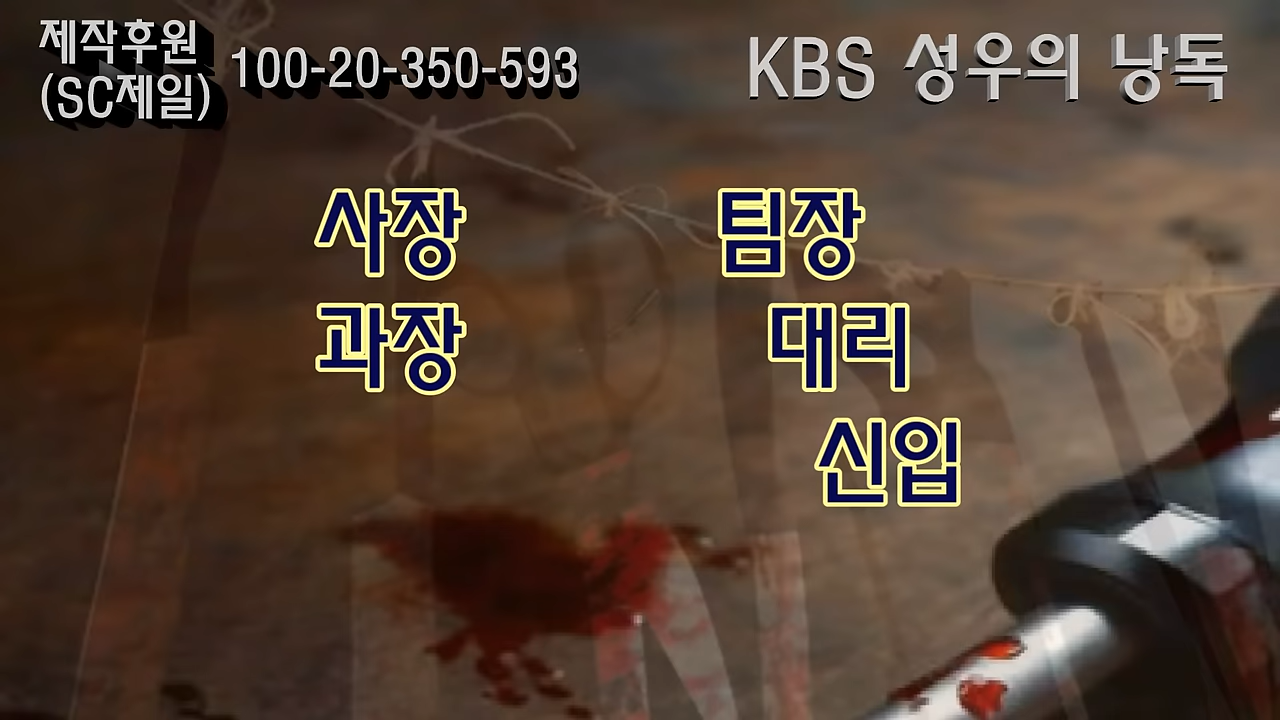 제작후원
(SC제일) 100-20-350-593
KBS 성우의 낭독
사장 팀장
과장 대리
신입